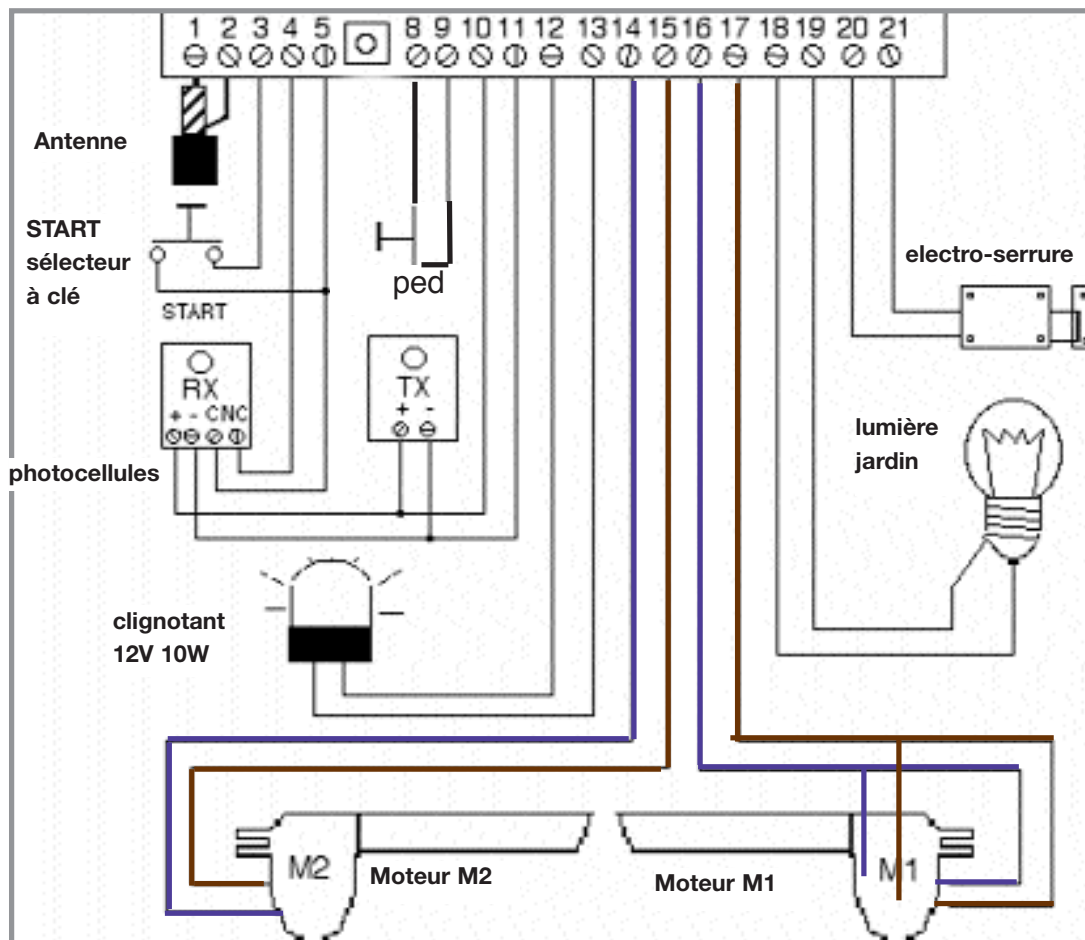 1 2 3 4 5 8 9 10 11 12 13 14 15 16 17 18 19 20 21
Antenne
START
sélecteur
à clé
START
ped
electro-serrure
RX
+ - C NC
TX
+ -
photocellules
lumière
jardin
clignotant
12V 10W
M2
Moteur M2
Moteur M1
M1